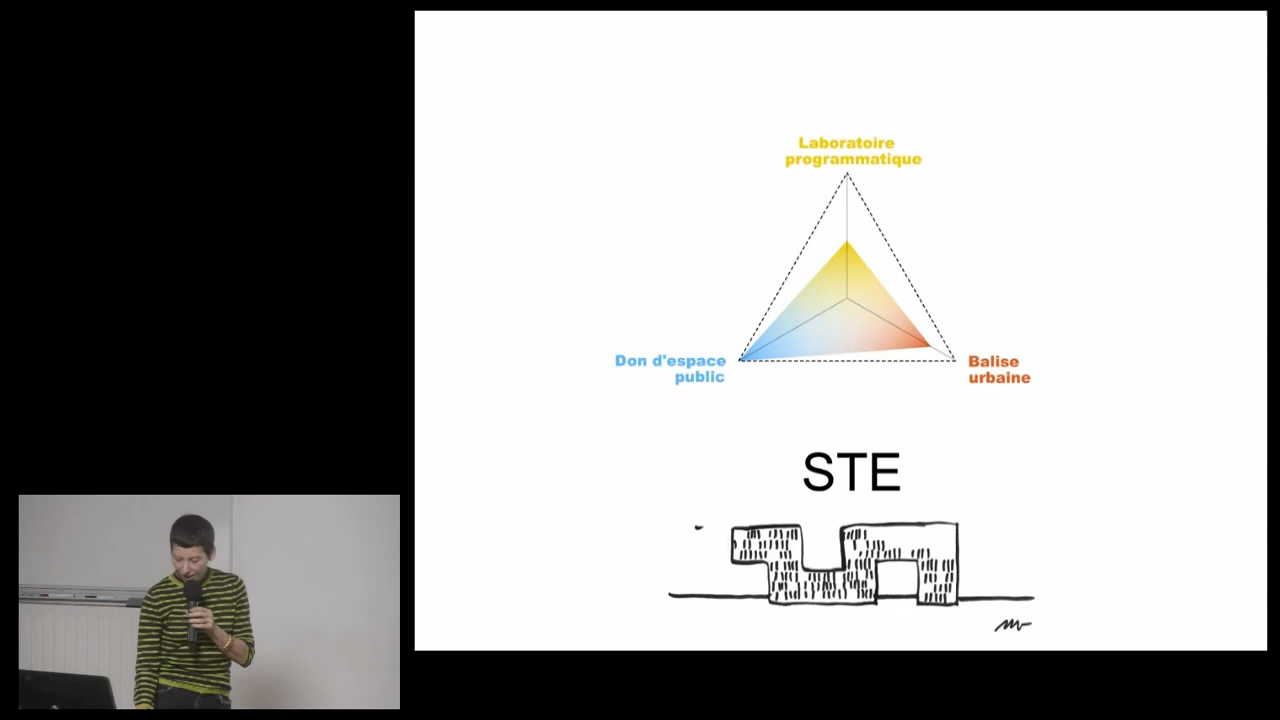 Laboratoire
programmatique
Don d'espace
public
Balise
urbaine
STE